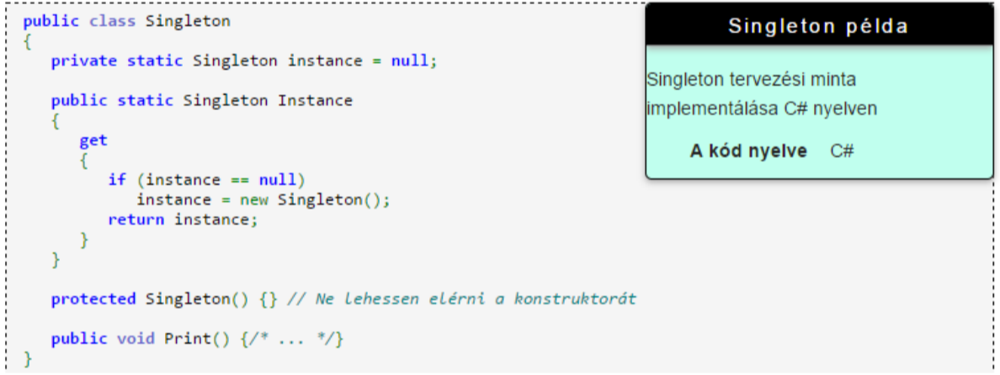 public class Singleton
{
private static Singleton instance = null;
public static Singleton Instance
{
get
{
if (instance == null)
instance = new Singleton();
return instance;
}
}
protected Singleton() {} // Ne lehessen elérni a konstruktorát
public void Print() {/* ... */}
}
Singleton példa
Singleton tervezési minta
implementálása C# nyelven
A kód nyelve C#